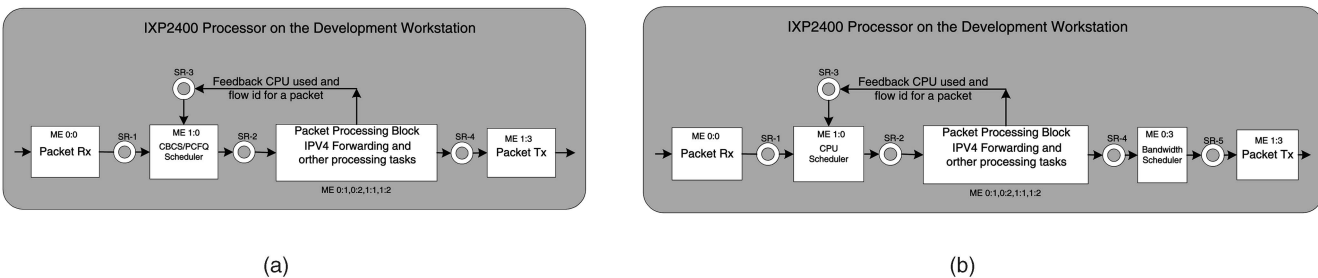 IXP2400 Processor on the Development Workstation
SR-3
Feedback CPU used and
flow id for a packet
ME 0:0
Packet Rx
SR-1
ME 1:0
CBCS/PCFQ
Scheduler
SR-2
Packet Processing Block
IPV4 Forwarding and
orther processing tasks
ME 0:1,0:2,1:1,1:2
SR-4
ME 1:3
Packet Tx
(a)
IXP2400 Processor on the Development Workstation
SR-3
Feedback CPU used and
flow id for a packet
ME 0:0
Packet Rx
SR-1
ME 1:0
CPU
Scheduler
SR-2
Packet Processing Block
IPV4 Forwarding and
orther processing tasks
ME 0:1,0:2,1:1,1:2
SR-4
ME 0:3
Bandwidth
Scheduler
SR-5
ME 1:3
Packet Tx
(b)